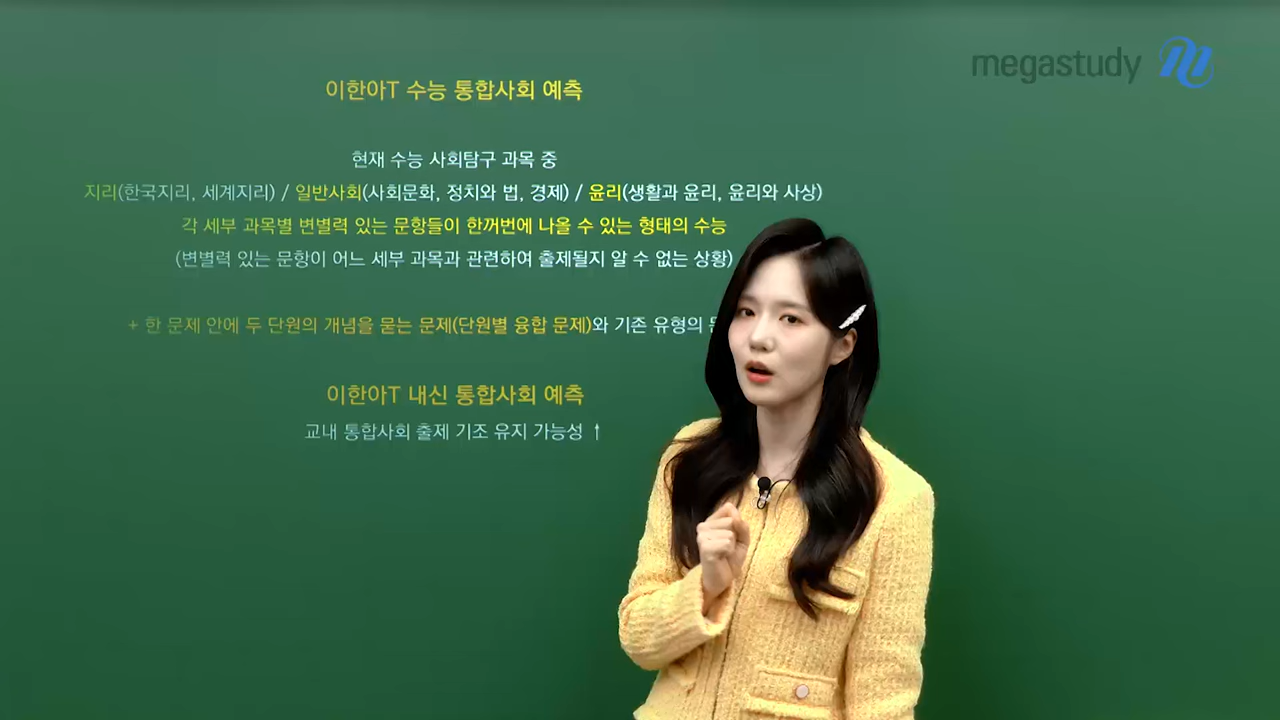 megastudy
이한아T 수능 통합사회 예측
현재 수능 사회탐구 과목 중
지리(한국지리, 세계지리) / 일반사회(사회문화, 정치와 법, 경제) / 윤리(생활과 윤리, 윤리와 사상)
각 세부 과목별 변별력 있는 문항들이 한꺼번에 나올 수 있는 형태의 수능
(변별력 있는 문항이 어느 세부 과목과 관련하여 출제될지 알 수 없는 상황)
+ 한 문제 안에 두 단원의 개념을 묻는 문제(단원별 융합 문제)와 기존 유형의
이한아T 내신 통합사회 예측
교내 통합사회 출제 기조 유지 가능성 ↑